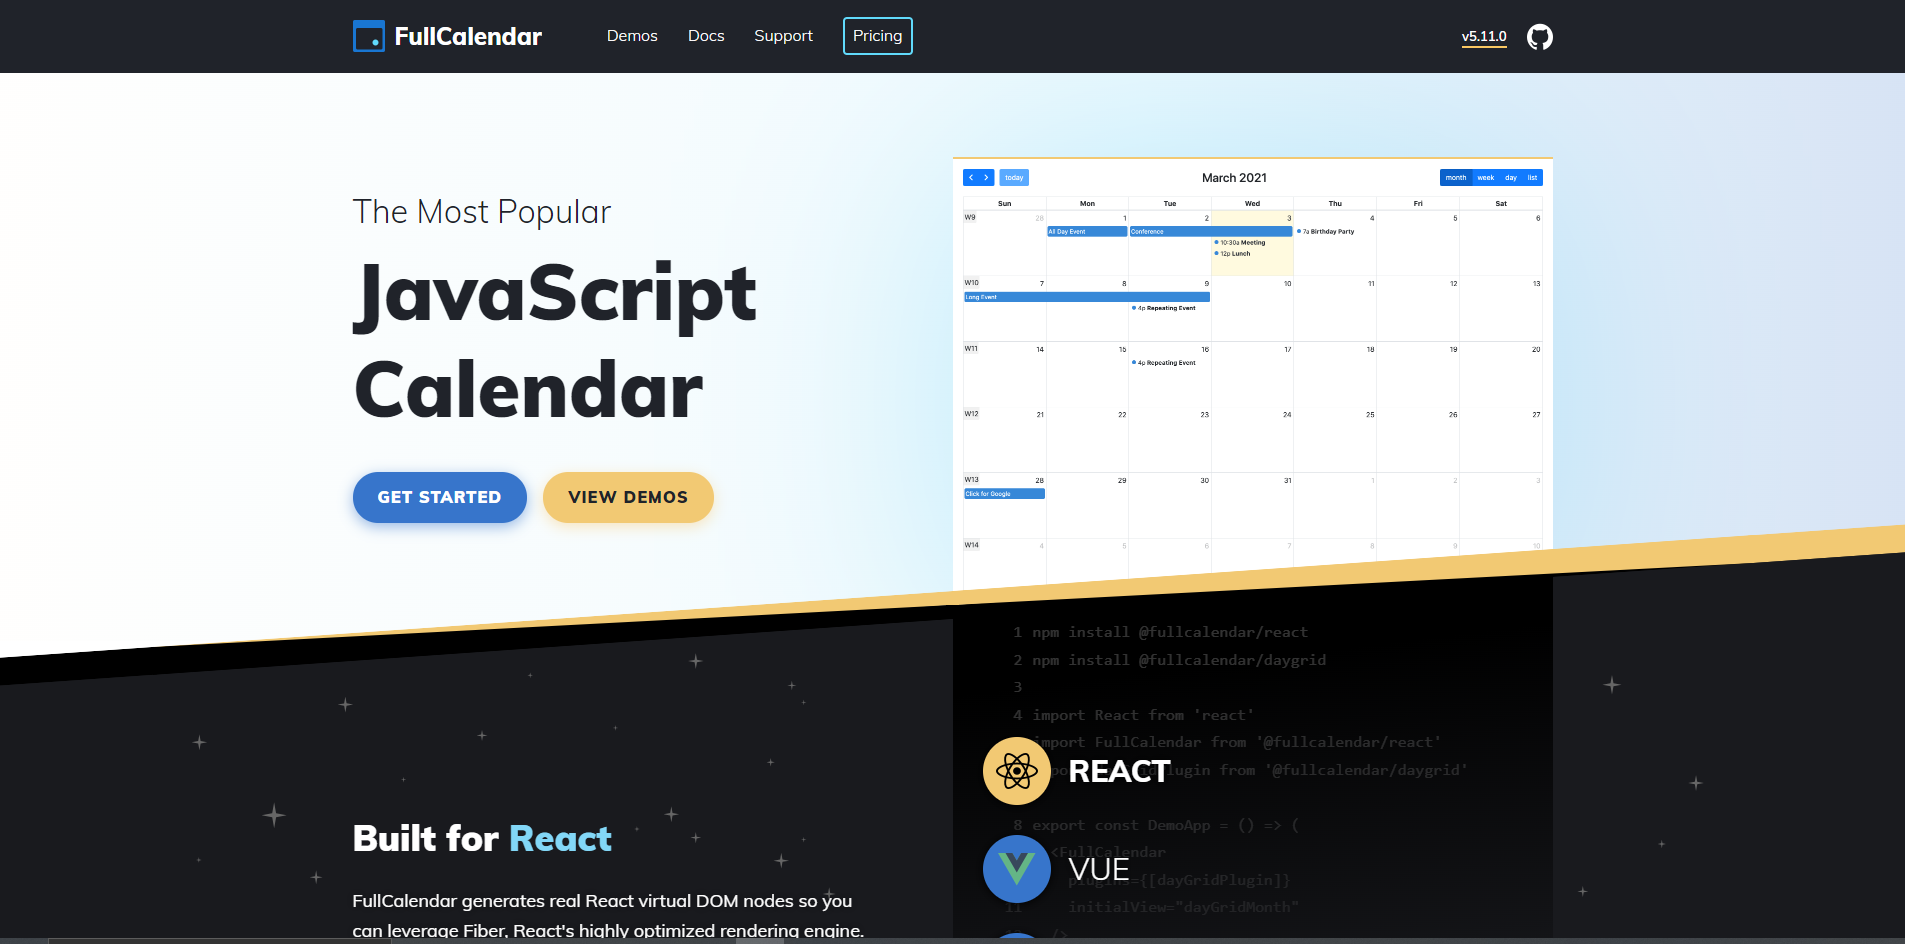 FullCalendar
Demos Docs Support Pricing
v5.11.0
The Most Popular
JavaScript
Calendar
GET STARTED VIEW DEMOS
today March 2021 month week day list
Sun Mon Tue Wed Thu Fri Sat
W9 28 1 2 3 4 5 6
All Day Event Conference 7a Birthday Party
10:30a Meeting
12p Lunch
W10 7 8 9 10 11 12 13
Long Event
4p Repeating Event
W11 14 15 16 17 18 19 20
4p Repeating Event
W12 21 22 23 24 25 26 27
W13 28 29 30 31 1 2 3
Click for Google
W14 4 5 6 7 8 9 10
1 npm install @fullcalendar/react
2 npm install @fullcalendar/daygrid
3
4 import React from 'react'
import FullCalendar from '@fullcalendar/react'
from '@fullcalendar/daygrid'
REACT
8 export const DemoApp = () => (
<FullCalendar
VUE
plugins={[dayGridPlugin]}
11 initialView="dayGridMonth"
/>
Built for React
FullCalendar generates real React virtual DOM nodes so you
can leverage Fiber, React's highly optimized rendering engine.